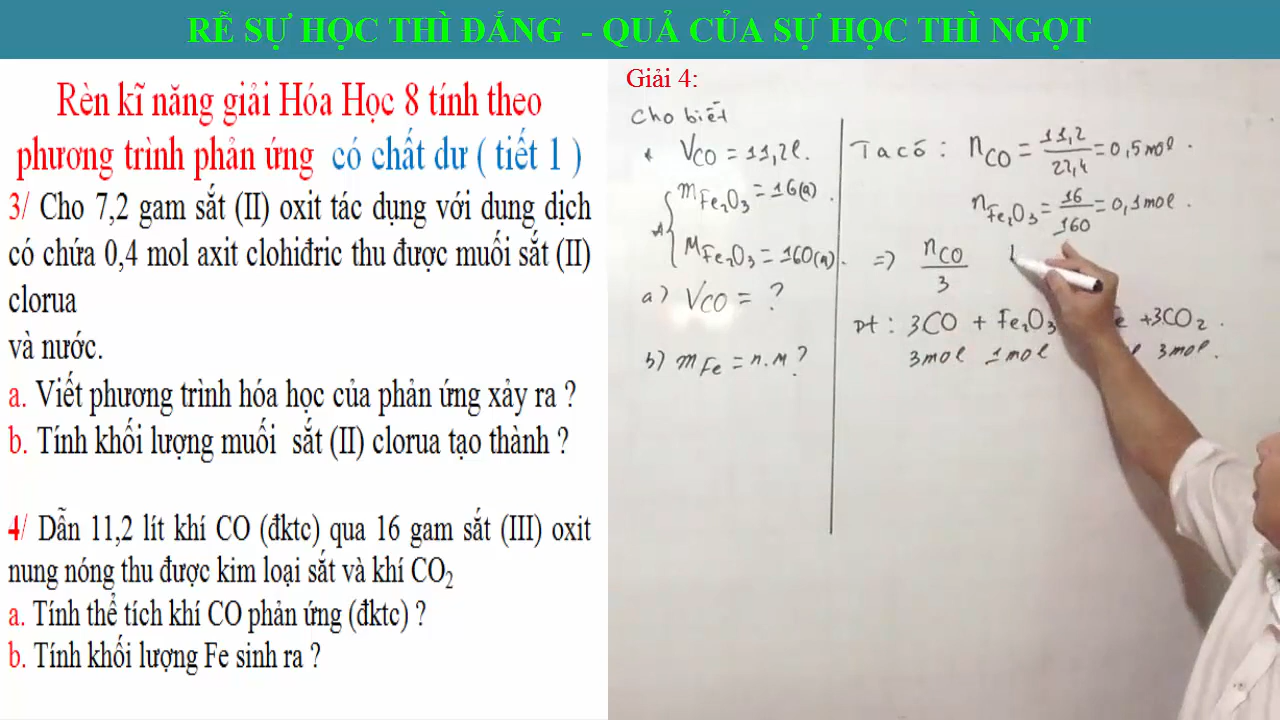 RỄ SỰ HỌC THÌ ĐẮNG - QUẢ CỦA SỰ HỌC THÌ NGỌT
Rèn kĩ năng giải Hóa Học 8 tính theo
phương trình phản ứng có chất dư ( tiết 1 )
3/ Cho 7,2 gam sắt (II) oxit tác dụng với dung dịch
có chứa 0,4 mol axit clohiđric thu được muối sắt (II)
clorua
và nước.
a. Viết phương trình hóa học của phản ứng xảy ra ?
b. Tính khối lượng muối sắt (II) clorua tạo thành ?
4/ Dẫn 11,2 lít khí CO (đktc) qua 16 gam sắt (III) oxit
nung nóng thu được kim loại sắt và khí CO2
a. Tính thể tích khí CO phản ứng (đktc) ?
b. Tính khối lượng Fe sinh ra ?
Giải 4:
Cho biết
VCO = 11,2l.
mFe2O3 = 16(g)
MFe2O3 = 160(g).
a) VCO = ?
b) mFe = n.M ?
Ta có : nCO = 11,2/22,4 = 0,5 mol .
nFe2O3 = 16/160 = 0,1 mol .
=> nCO/3
Pt : 3CO + Fe2O3 +3CO2 .
3mol 1mol 3mol.